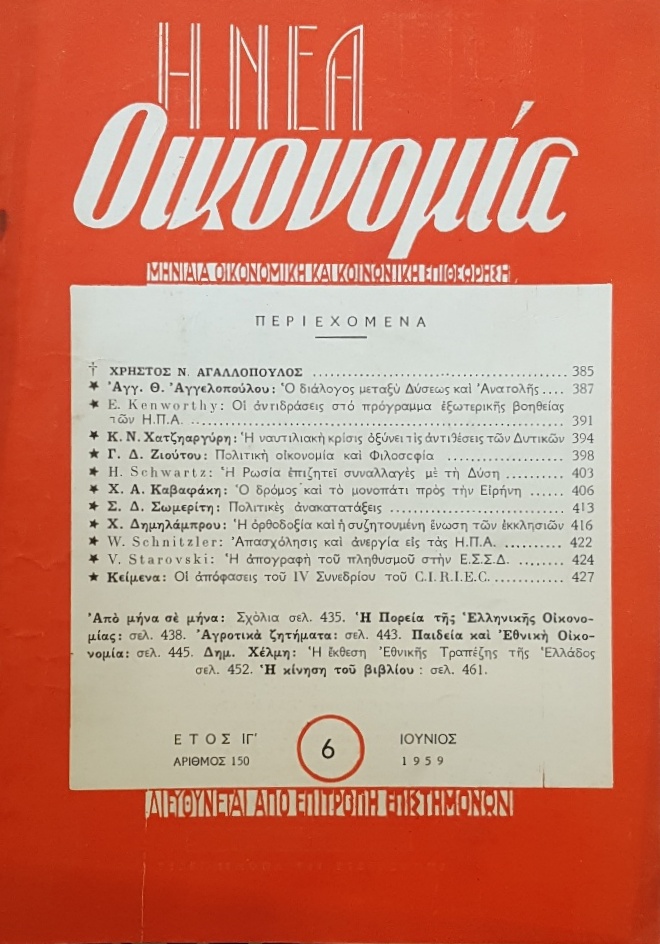 Η ΝΕΑ
Οικονομία
ΜΗΝΙΑΙΑ ΟΙΚΟΝΟΜΙΚΗ ΚΑΙ ΚΟΙΝΩΝΙΚΗ ΕΠΙΘΕΩΡΗΣΗ
ΠΕΡΙΕΧΟΜΕΝΑ
† ΧΡΗΣΤΟΣ Ν. ΑΓΑΛΛΟΠΟΥΛΟΣ ........ 385
★ Ἀγγ. Θ. Ἀγγελοπούλου: Ὁ διάλογος μεταξὺ Δύσεως καὶ Ἀνατολῆς .... 387
★ E. Kenworthy: Οἱ ἀντιδράσεις στό πρόγραμμα ἐξωτερικῆς βοηθείας
τῶν Η.Π.Α. ........ 391
★ Κ. Ν. Χατζηαργύρη: Ἡ ναυτιλιακὴ κρίσις ὀξύνει τὶς ἀντιθέσεις τῶν Δυτικῶν 394
★ Γ. Δ. Ζιούτου: Πολιτικὴ οἰκονομία καὶ Φιλοσοφία ........ 398
★ H. Schwartz: Ἡ Ρωσία ἐπιζητεῖ συναλλαγὲς μὲ τὴ Δύση ........ 403
★ Χ. Α. Καβαφάκη: Ὁ δρόμος καὶ τὸ μονοπάτι πρὸς τὴν Εἰρήνη ...... 406
★ Σ. Δ. Σωμερίτη: Πολιτικὲς ἀνακατατάξεις ........ 413
★ Χ. Δημηλάμπρου: Ἡ ὀρθοδοξία καὶ ἡ συζητουμένη ἕνωση τῶν ἐκκλησιῶν 416
★ W. Schnitzler: Ἀπασχόλησις καὶ ἀνεργία εἰς τὰς Η.Π.Α. ........ 422
★ V. Starovski: Ἡ ἀπογραφὴ τοῦ πληθυσμοῦ στὴν Ε.Σ.Σ.Δ. ........ 424
★ Κείμενα: Οἱ ἀπόφασεις τοῦ IV Συνεδρίου τοῦ C.I.R.I.E.C. ........ 427
Ἀπὸ μήνα σὲ μήνα: Σχόλια σελ. 435. Ἡ Πορεία τῆς Ἑλληνικῆς Οἰκονο-
μίας: σελ. 438. Ἀγροτικὰ ζητήματα: σελ. 443. Παιδεία καὶ Ἐθνικὴ Οἰκο-
νομία: σελ. 445. Δημ. Χέλμη: Ἡ ἔκθεση Ἐθνικῆς Τραπέζης τῆς Ἑλλάδος
σελ. 452. Ἡ κίνηση τοῦ βιβλίου: σελ. 461.
ΕΤΟΣ ΙΓ' 6 ΙΟΥΝΙΟΣ
ΑΡΙΘΜΟΣ 150 1959
ΔΙΕΥΘΥΝΕΤΑΙ ΑΠΟ ΕΠΙΤΡΟΠΗ ΕΠΙΣΤΗΜΟΝΩΝ